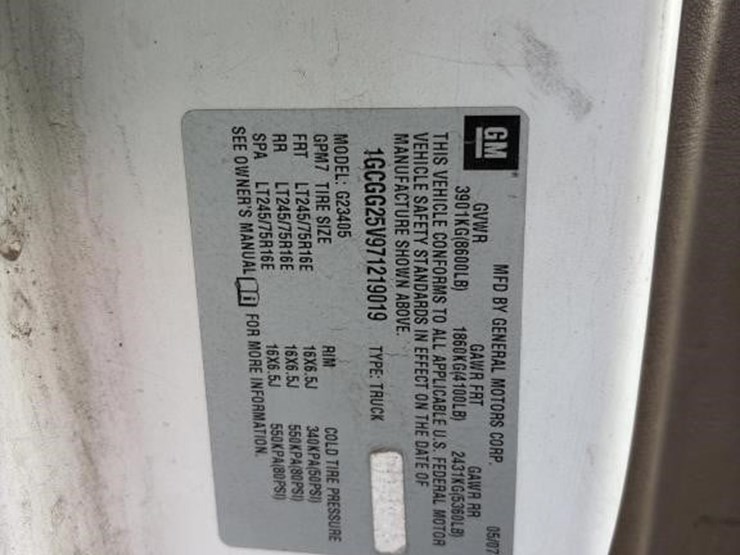 GM
MFD BY GENERAL MOTORS CORP. 05/07
GVWR GAWR FRT GAWR RR
3901KG(8600LB) 1860KG(4100LB) 2431KG(5360LB)
THIS VEHICLE CONFORMS TO ALL APPLICABLE U.S. FEDERAL MOTOR
VEHICLE SAFETY STANDARDS IN EFFECT ON THE DATE OF
MANUFACTURE SHOWN ABOVE.
1GCGG25V971219019 TYPE: TRUCK
MODEL: G23405
GPM7 TIRE SIZE RIM COLD TIRE PRESSURE
FRT LT245/75R16E 16X6.5J 340KPA(50PSI)
RR LT245/75R16E 16X6.5J 550KPA(80PSI)
SPA LT245/75R16E 16X6.5J 550KPA(80PSI)
SEE OWNER'S MANUAL FOR MORE INFORMATION.